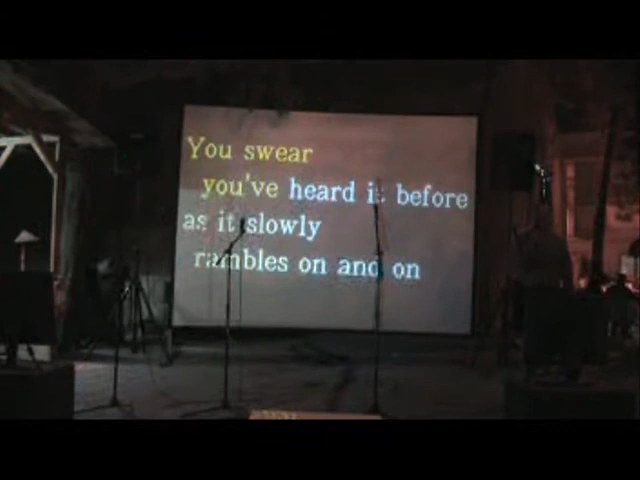 You swear
you've heard it before
as it slowly
rambles on and on